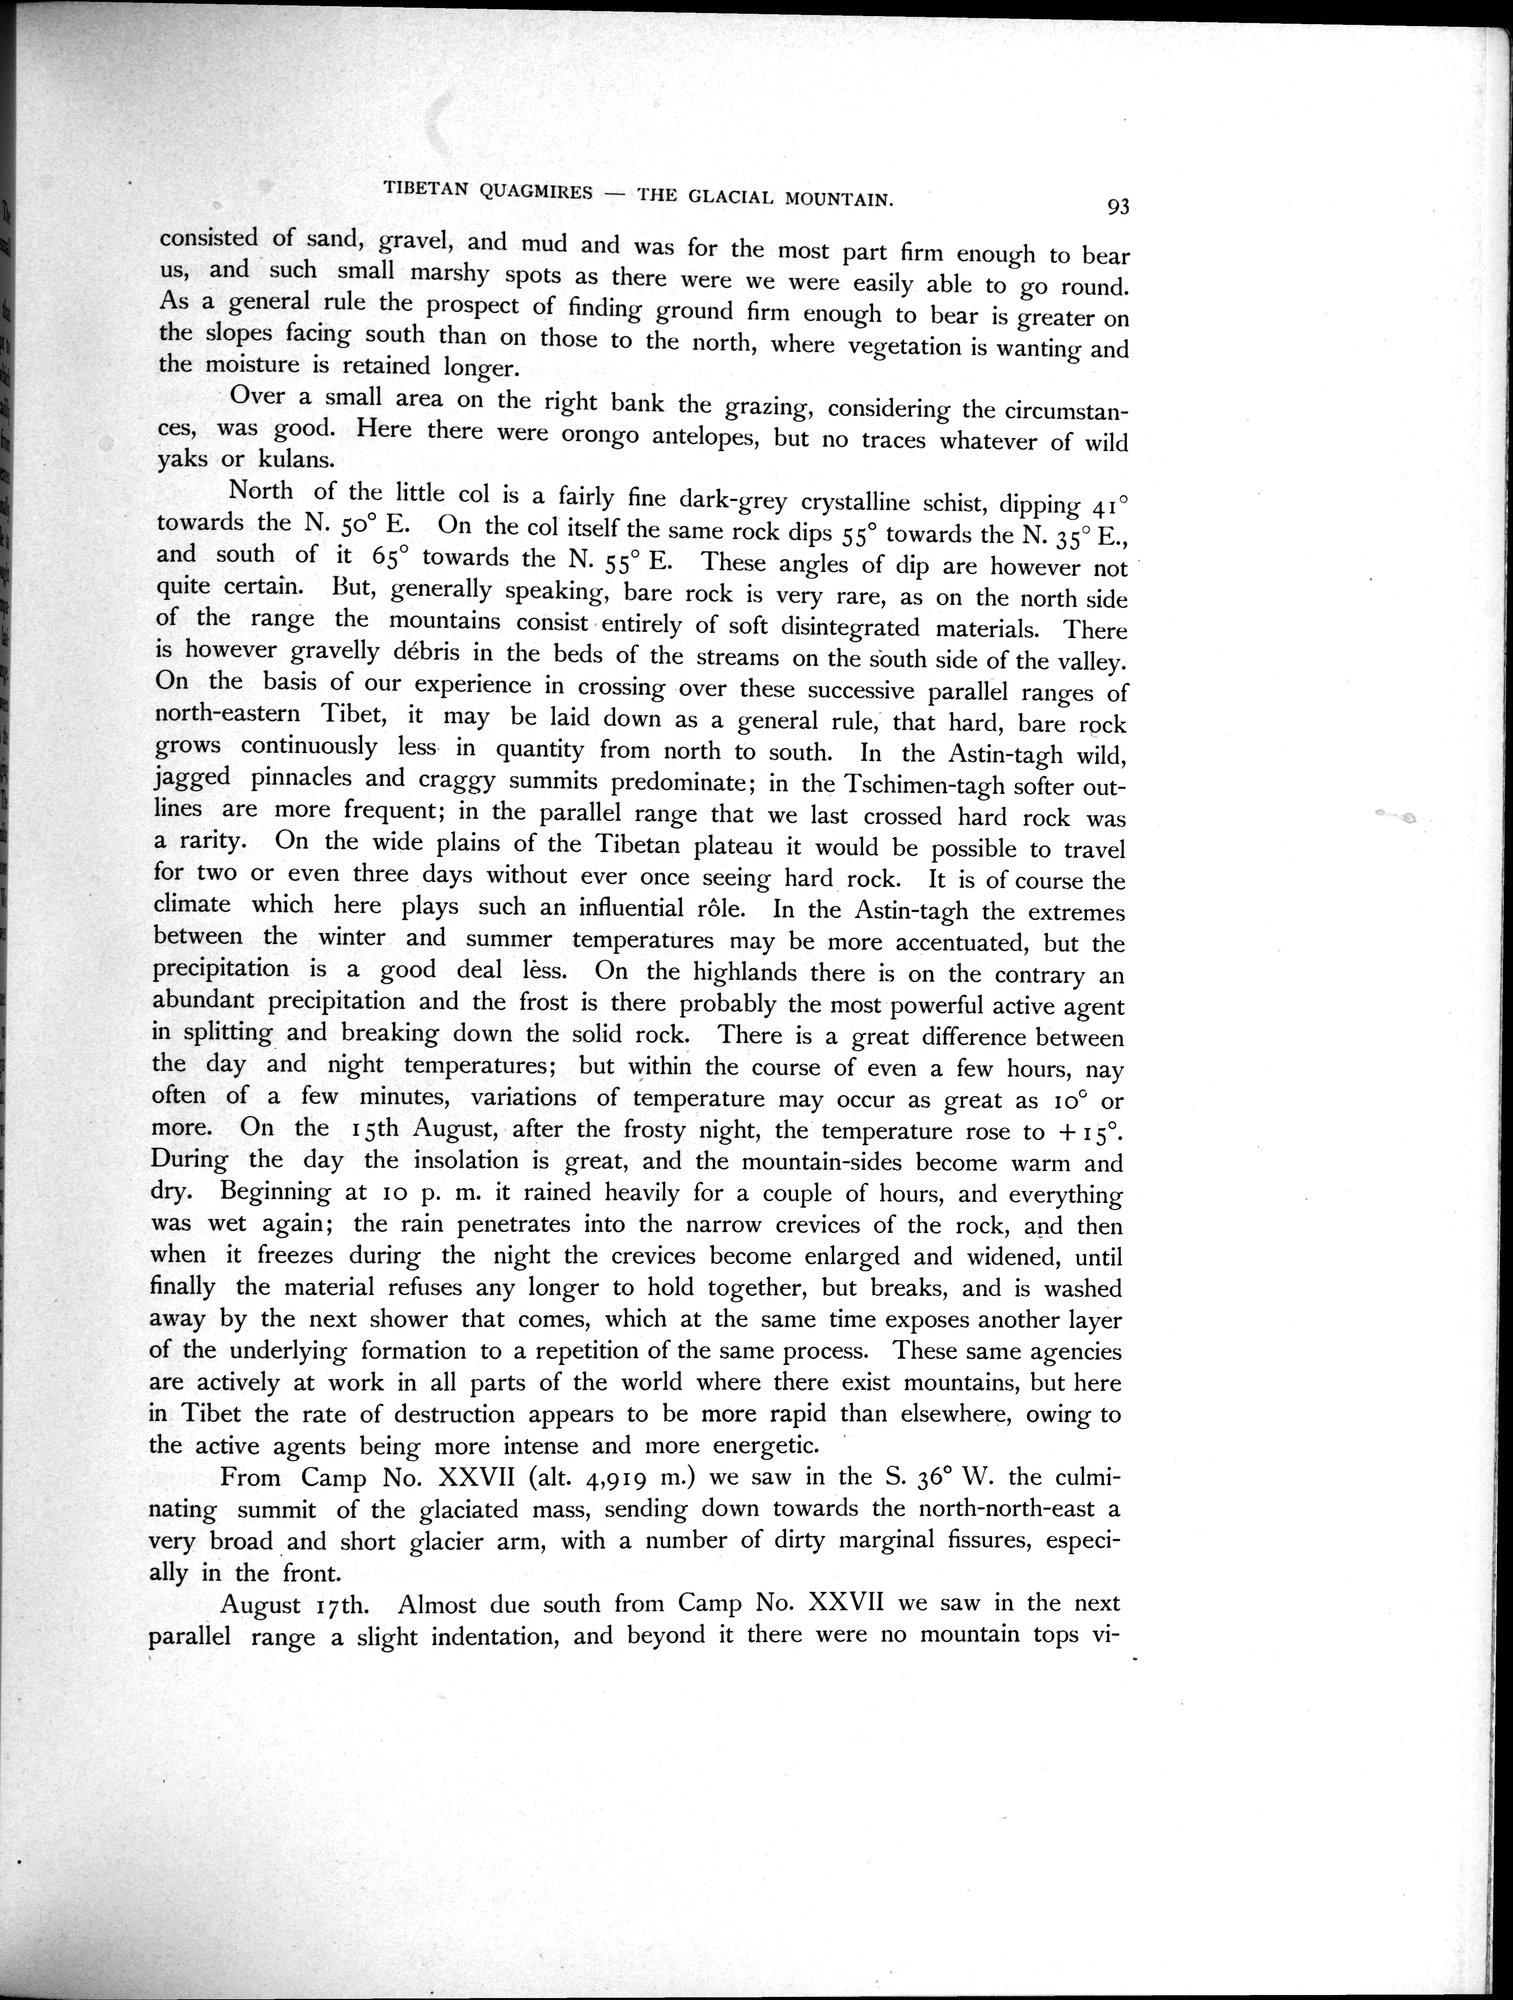 TIBETAN QUAGMIRES — THE GLACIAL MOUNTAIN.
93
consisted of sand, gravel, and mud and was for the most part firm enough to bear
us, and such small marshy spots as there were we were easily able to go round.
As a general rule the prospect of finding ground firm enough to bear is greater on
the slopes facing south than on those to the north, where vegetation is wanting and
the moisture is retained longer.
Over a small area on the right bank the grazing, considering the circumstan-
ces, was good. Here there were orongo antelopes, but no traces whatever of wild
yaks or kulans.
North of the little col is a fairly fine dark-grey crystalline schist, dipping 41°
towards the N. 50° E. On the col itself the same rock dips 55° towards the N. 35° E.,
and south of it 65° towards the N. 55° E. These angles of dip are however not
quite certain. But, generally speaking, bare rock is very rare, as on the north side
of the range the mountains consist entirely of soft disintegrated materials. There
is however gravelly débris in the beds of the streams on the south side of the valley.
On the basis of our experience in crossing over these successive parallel ranges of
north-eastern Tibet, it may be laid down as a general rule, that hard, bare rock
grows continuously less in quantity from north to south. In the Astin-tagh wild,
jagged pinnacles and craggy summits predominate; in the Tschimen-tagh softer out-
lines are more frequent; in the parallel range that we last crossed hard rock was
a rarity. On the wide plains of the Tibetan plateau it would be possible to travel
for two or even three days without ever once seeing hard rock. It is of course the
climate which here plays such an influential rôle. In the Astin-tagh the extremes
between the winter and summer temperatures may be more accentuated, but the
precipitation is a good deal less. On the highlands there is on the contrary an
abundant precipitation and the frost is there probably the most powerful active agent
in splitting and breaking down the solid rock. There is a great difference between
the day and night temperatures; but within the course of even a few hours, nay
often of a few minutes, variations of temperature may occur as great as 10° or
more. On the 15th August, after the frosty night, the temperature rose to +15°.
During the day the insolation is great, and the mountain-sides become warm and
dry. Beginning at 10 p. m. it rained heavily for a couple of hours, and everything
was wet again; the rain penetrates into the narrow crevices of the rock, and then
when it freezes during the night the crevices become enlarged and widened, until
finally the material refuses any longer to hold together, but breaks, and is washed
away by the next shower that comes, which at the same time exposes another layer
of the underlying formation to a repetition of the same process. These same agencies
are actively at work in all parts of the world where there exist mountains, but here
in Tibet the rate of destruction appears to be more rapid than elsewhere, owing to
the active agents being more intense and more energetic.
From Camp No. XXVII (alt. 4,919 m.) we saw in the S. 36° W. the culmi-
nating summit of the glaciated mass, sending down towards the north-north-east a
very broad and short glacier arm, with a number of dirty marginal fissures, especi-
ally in the front.
August 17th. Almost due south from Camp No. XXVII we saw in the next
parallel range a slight indentation, and beyond it there were no mountain tops vi-